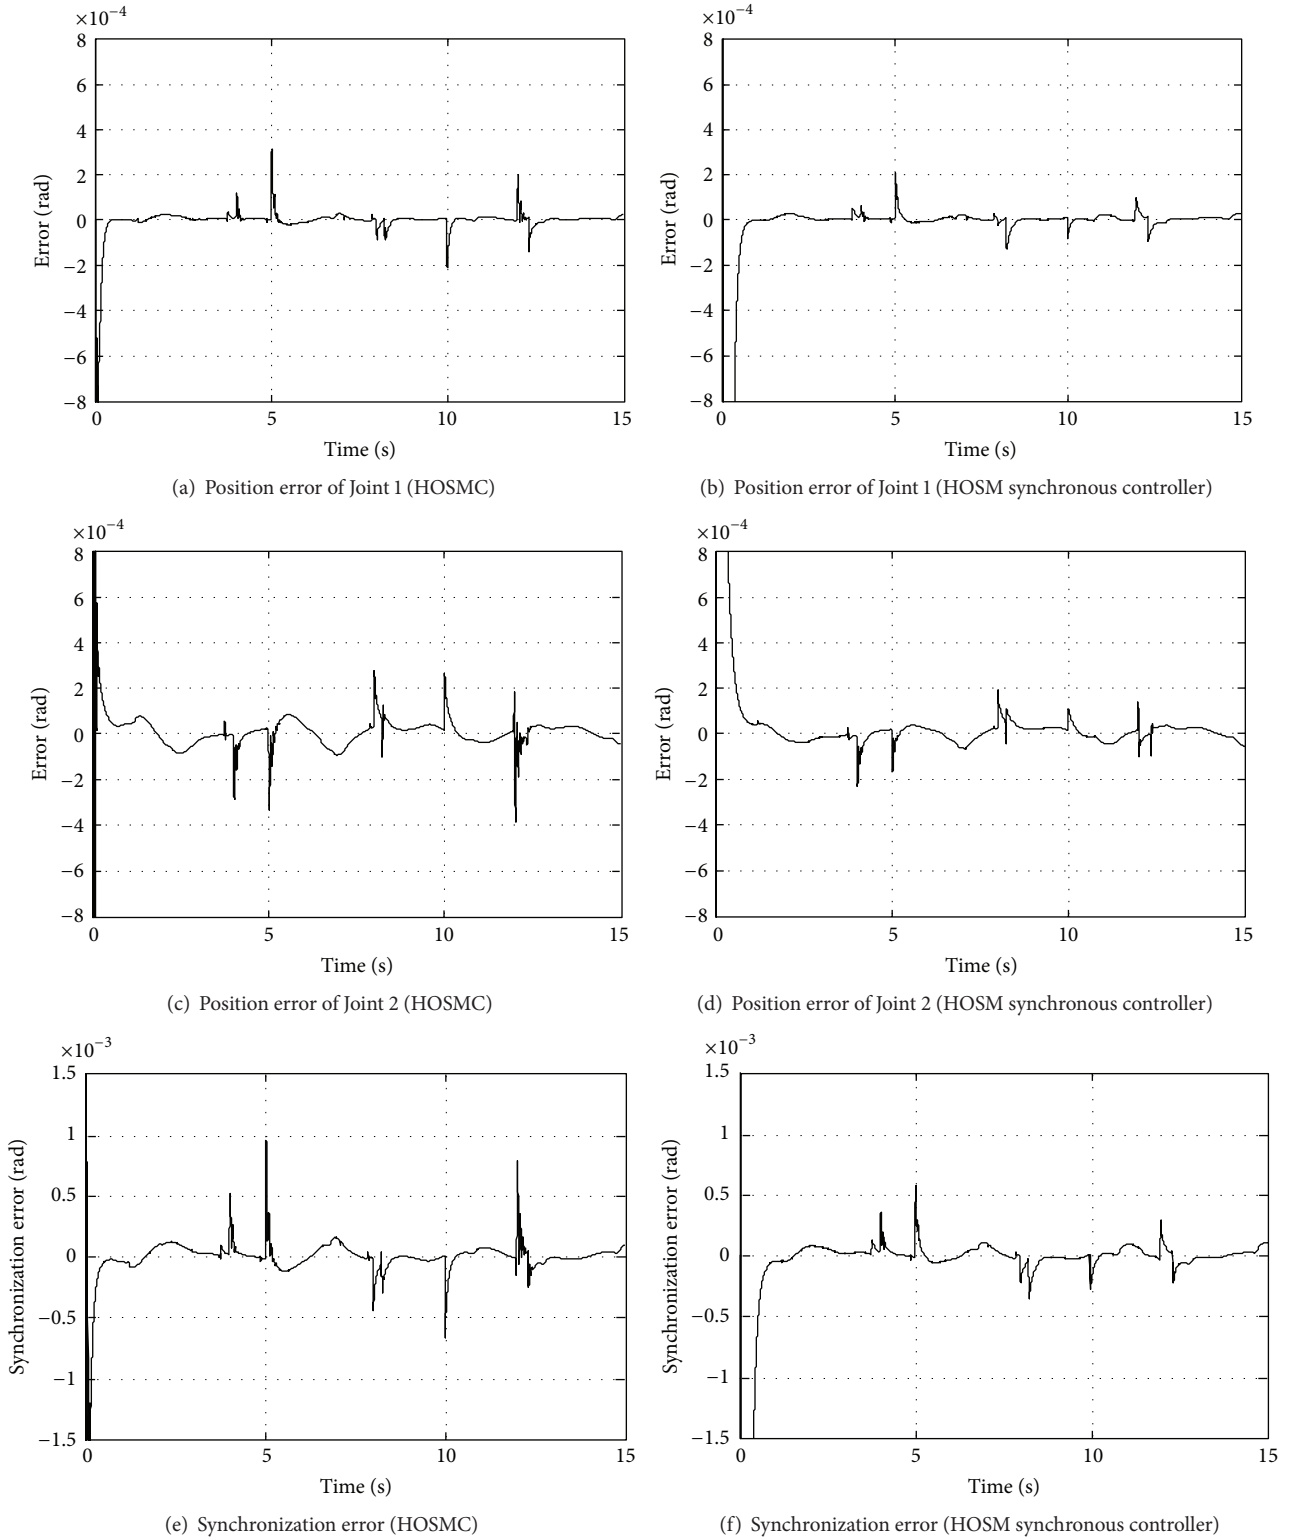 ×10−4
8
6
4
2
0
−2
−4
−6
−8
Error (rad)
0 5 10 15
Time (s)
(a) Position error of Joint 1 (HOSMC)
×10−4
8
6
4
2
0
−2
−4
−6
−8
Error (rad)
0 5 10 15
Time (s)
(b) Position error of Joint 1 (HOSM synchronous controller)
×10−4
8
6
4
2
0
−2
−4
−6
−8
Error (rad)
0 5 10 15
Time (s)
(c) Position error of Joint 2 (HOSMC)
×10−4
8
6
4
2
0
−2
−4
−6
−8
Error (rad)
0 5 10 15
Time (s)
(d) Position error of Joint 2 (HOSM synchronous controller)
×10−3
1.5
1
0.5
0
−0.5
−1
−1.5
Synchronization error (rad)
0 5 10 15
Time (s)
(e) Synchronization error (HOSMC)
×10−3
1.5
1
0.5
0
−0.5
−1
−1.5
Synchronization error (rad)
0 5 10 15
Time (s)
(f) Synchronization error (HOSM synchronous controller)